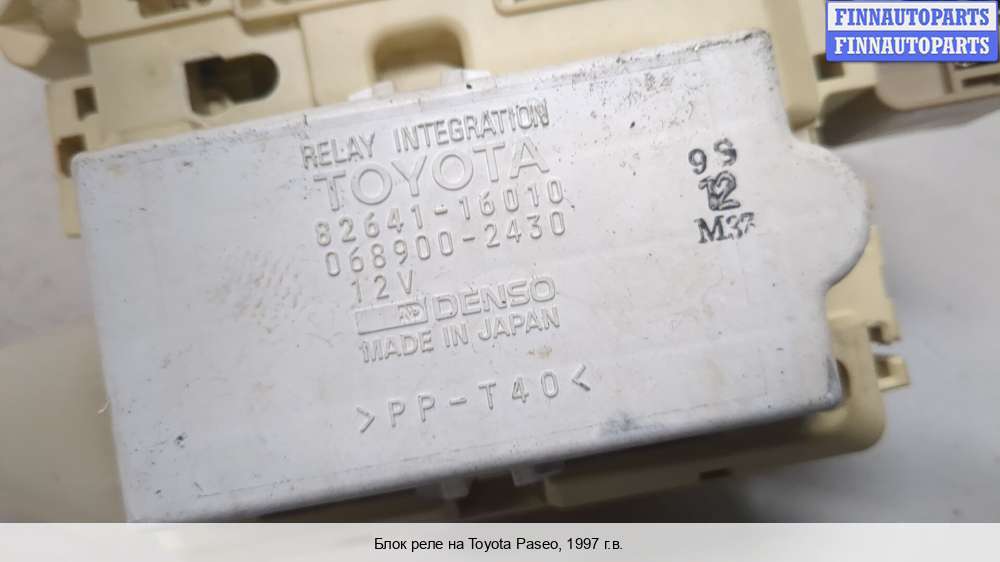 FINNAUTOPARTS
FINNAUTOPARTS
RELAY INTEGRATION
TOYOTA
82641-16010
068900-2430
12V
DENSO
MADE IN JAPAN
>PP-T40<
9S
12
Блок реле на Toyota Paseo, 1997 г.в.